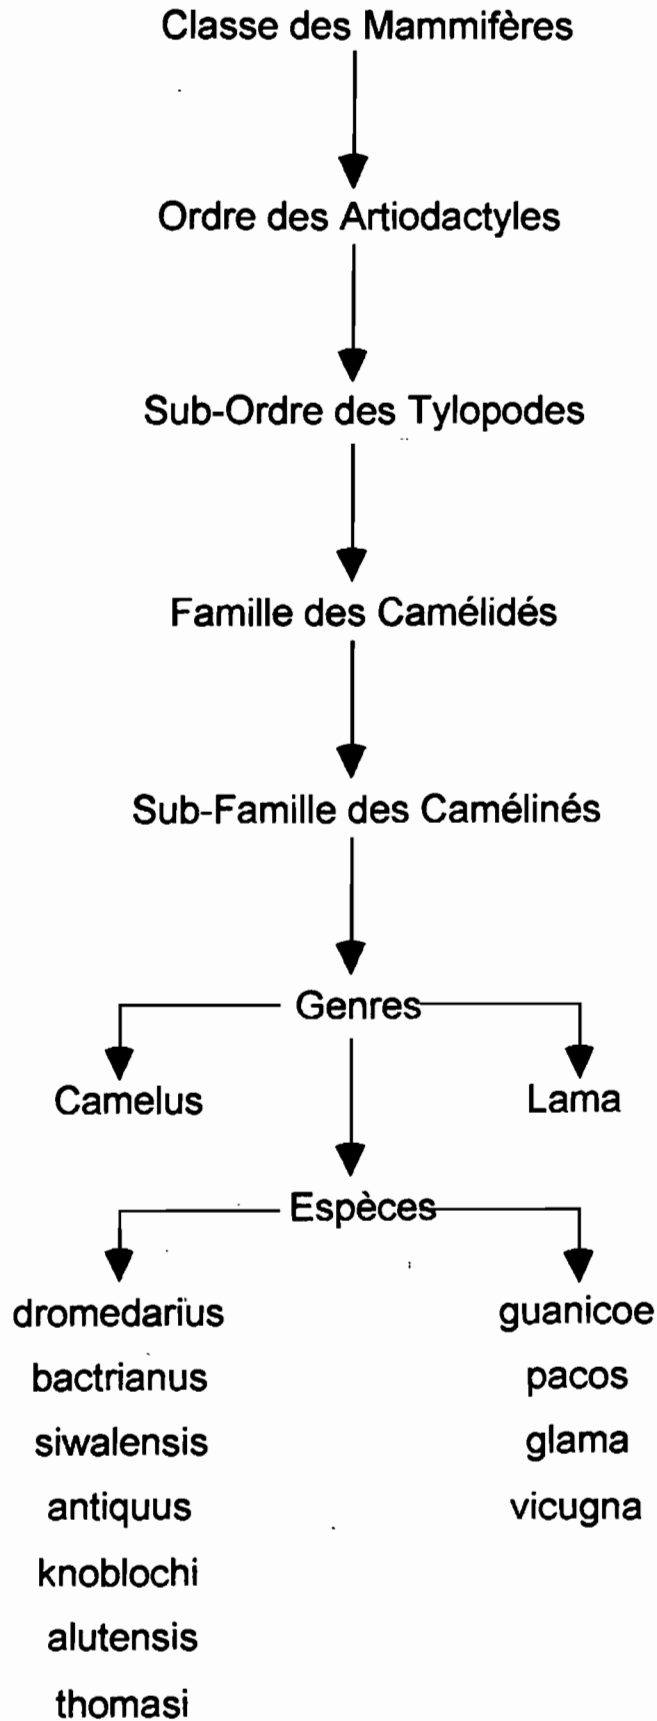 Classe des Mammifères
Ordre des Artiodactyles
Sub-Ordre des Tylopodes
Famille des Camélidés
Sub-Famille des Camélinés
Genres
Camelus
Lama
Espèces
dromedarius
bactrianus
siwalensis
antiquus
knoblochi
alutensis
thomasi
guanicoe
pacos
glama
vicugna